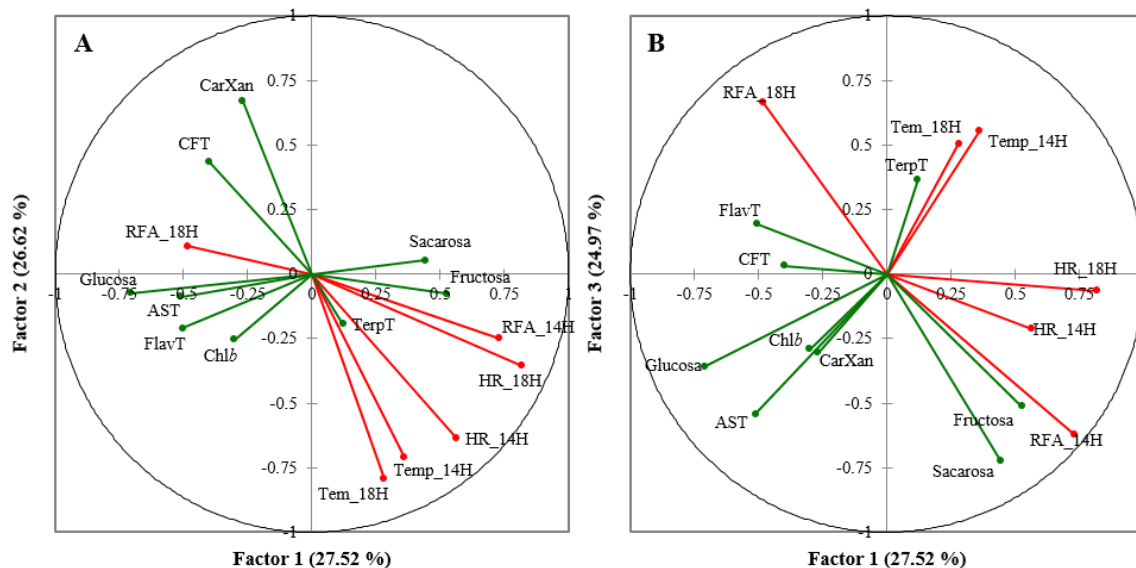 A
1
0.75
0.5
0.25
0
-0.25
-0.5
-0.75
-1
-1
-0.75
-0.5
-0.25
0
0.25
0.5
0.75
1
CarXan
CFT
RFA_18H
Glucosa
AST
FlavT
Chlb
Sacarosa
Fructosa
TerpT
RFA_14H
HR_18H
HR_14H
Temp_14H
Tem_18H
Factor 2 (26.62 %)
Factor 1 (27.52 %)
B
1
0.75
0.5
0.25
0
-0.25
-0.5
-0.75
-1
-1
-0.75
-0.5
-0.25
0
0.25
0.5
0.75
RFA_18H
Tem_18H
Temp_14H
TerpT
FlavT
CFT
HR_18H
HR_14H
Chlb
CarXan
Glucosa
AST
Fructosa
RFA_14H
Sacarosa
Factor 3 (24.97 %)
Factor 1 (27.52 %)